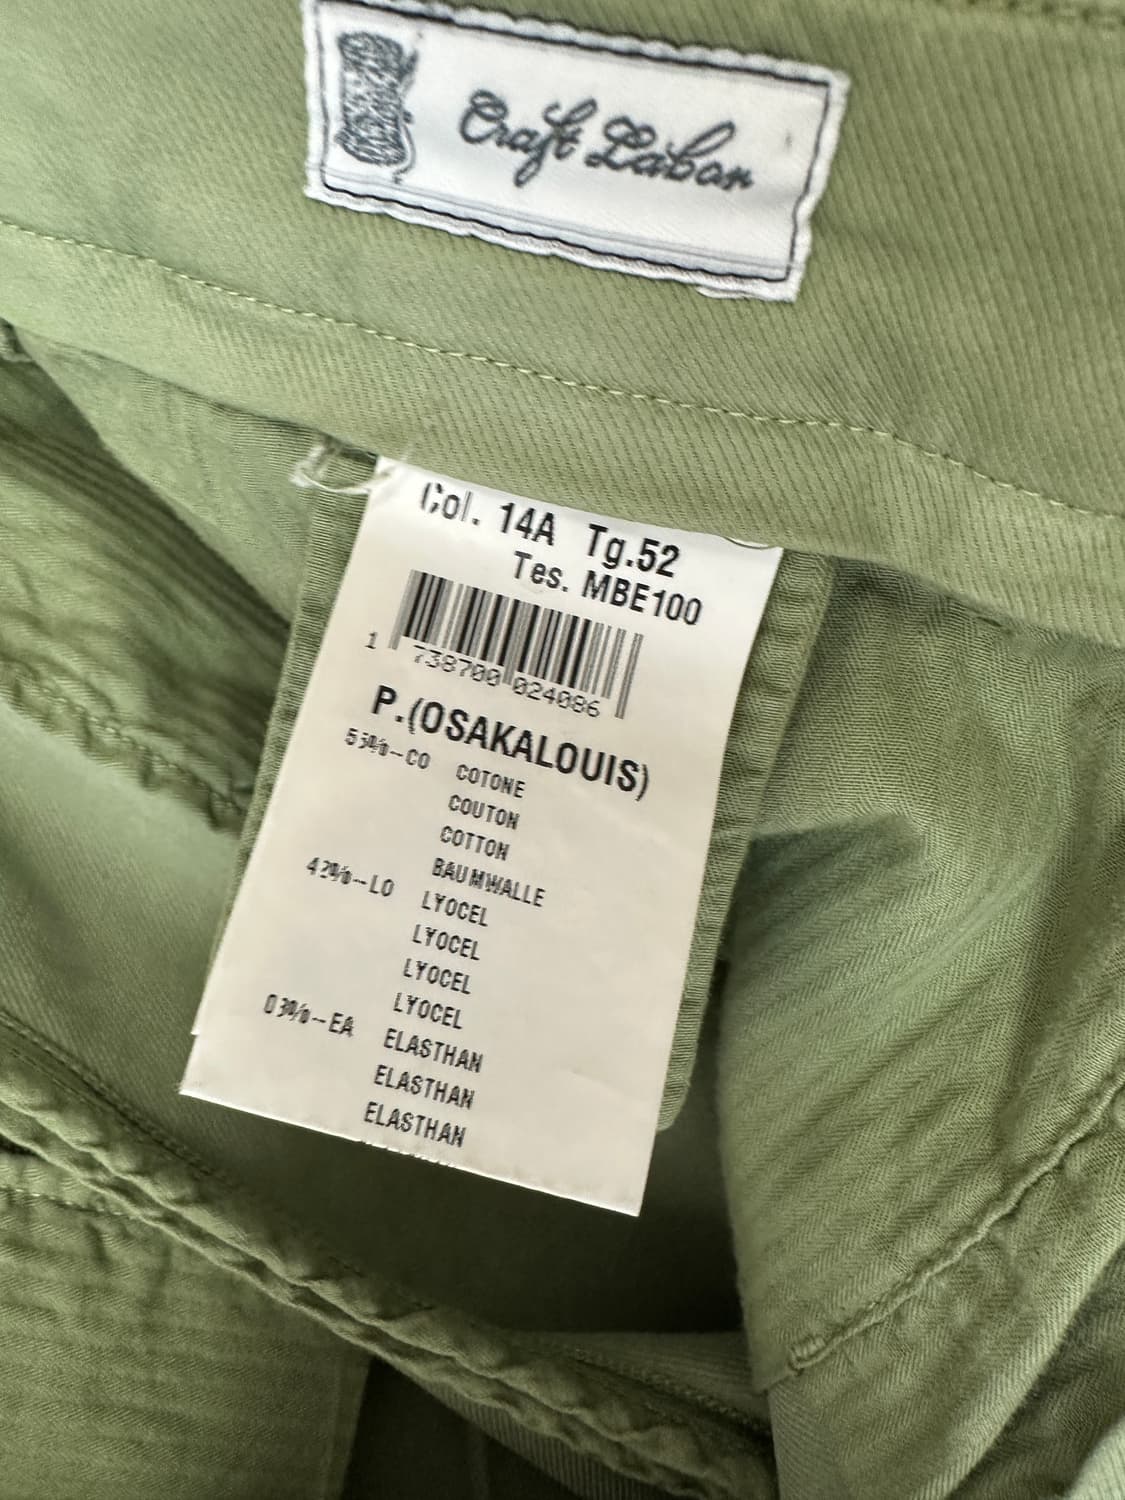 Craft Labor
Col. 14A Tg.52
Tes. MBE100
1 738700 024086
P.(OSAKALOUIS)
55%--CO COTONE
COUTON
COTTON
BAUMWALLE
42%--LO LYOCEL
LYOCEL
LYOCEL
LYOCEL
03%--EA ELASTHAN
ELASTHAN
ELASTHAN